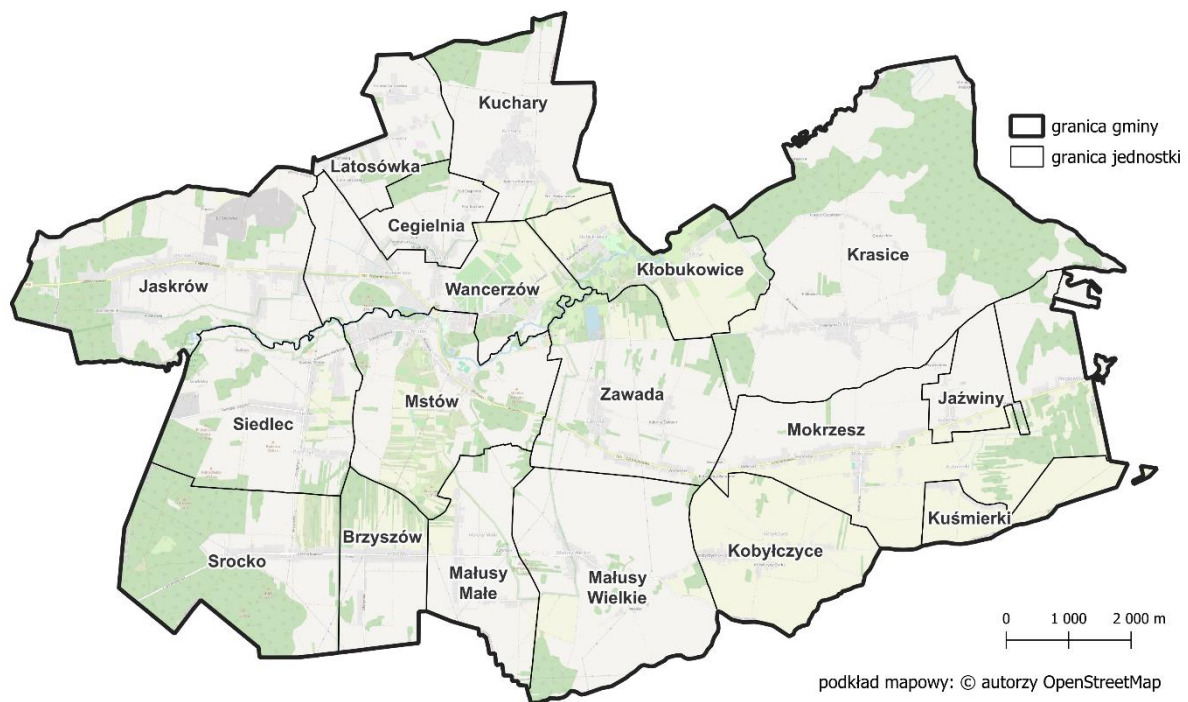 Kuchary
granica gminy
granica jednostki
Latosówka
Cegielnia
Krasice
Kłobukowice
Jaskrów
Wancerzów
Mstów
Zawada
Jaźwiny
Siedlec
Mokrzesz
Kuśmierki
Brzyszów
Kobyłczyce
Srocko
Małusy
Małe
Małusy
Wielkie
0 1 000 2 000 m
podkład mapowy: © autorzy OpenStreetMap